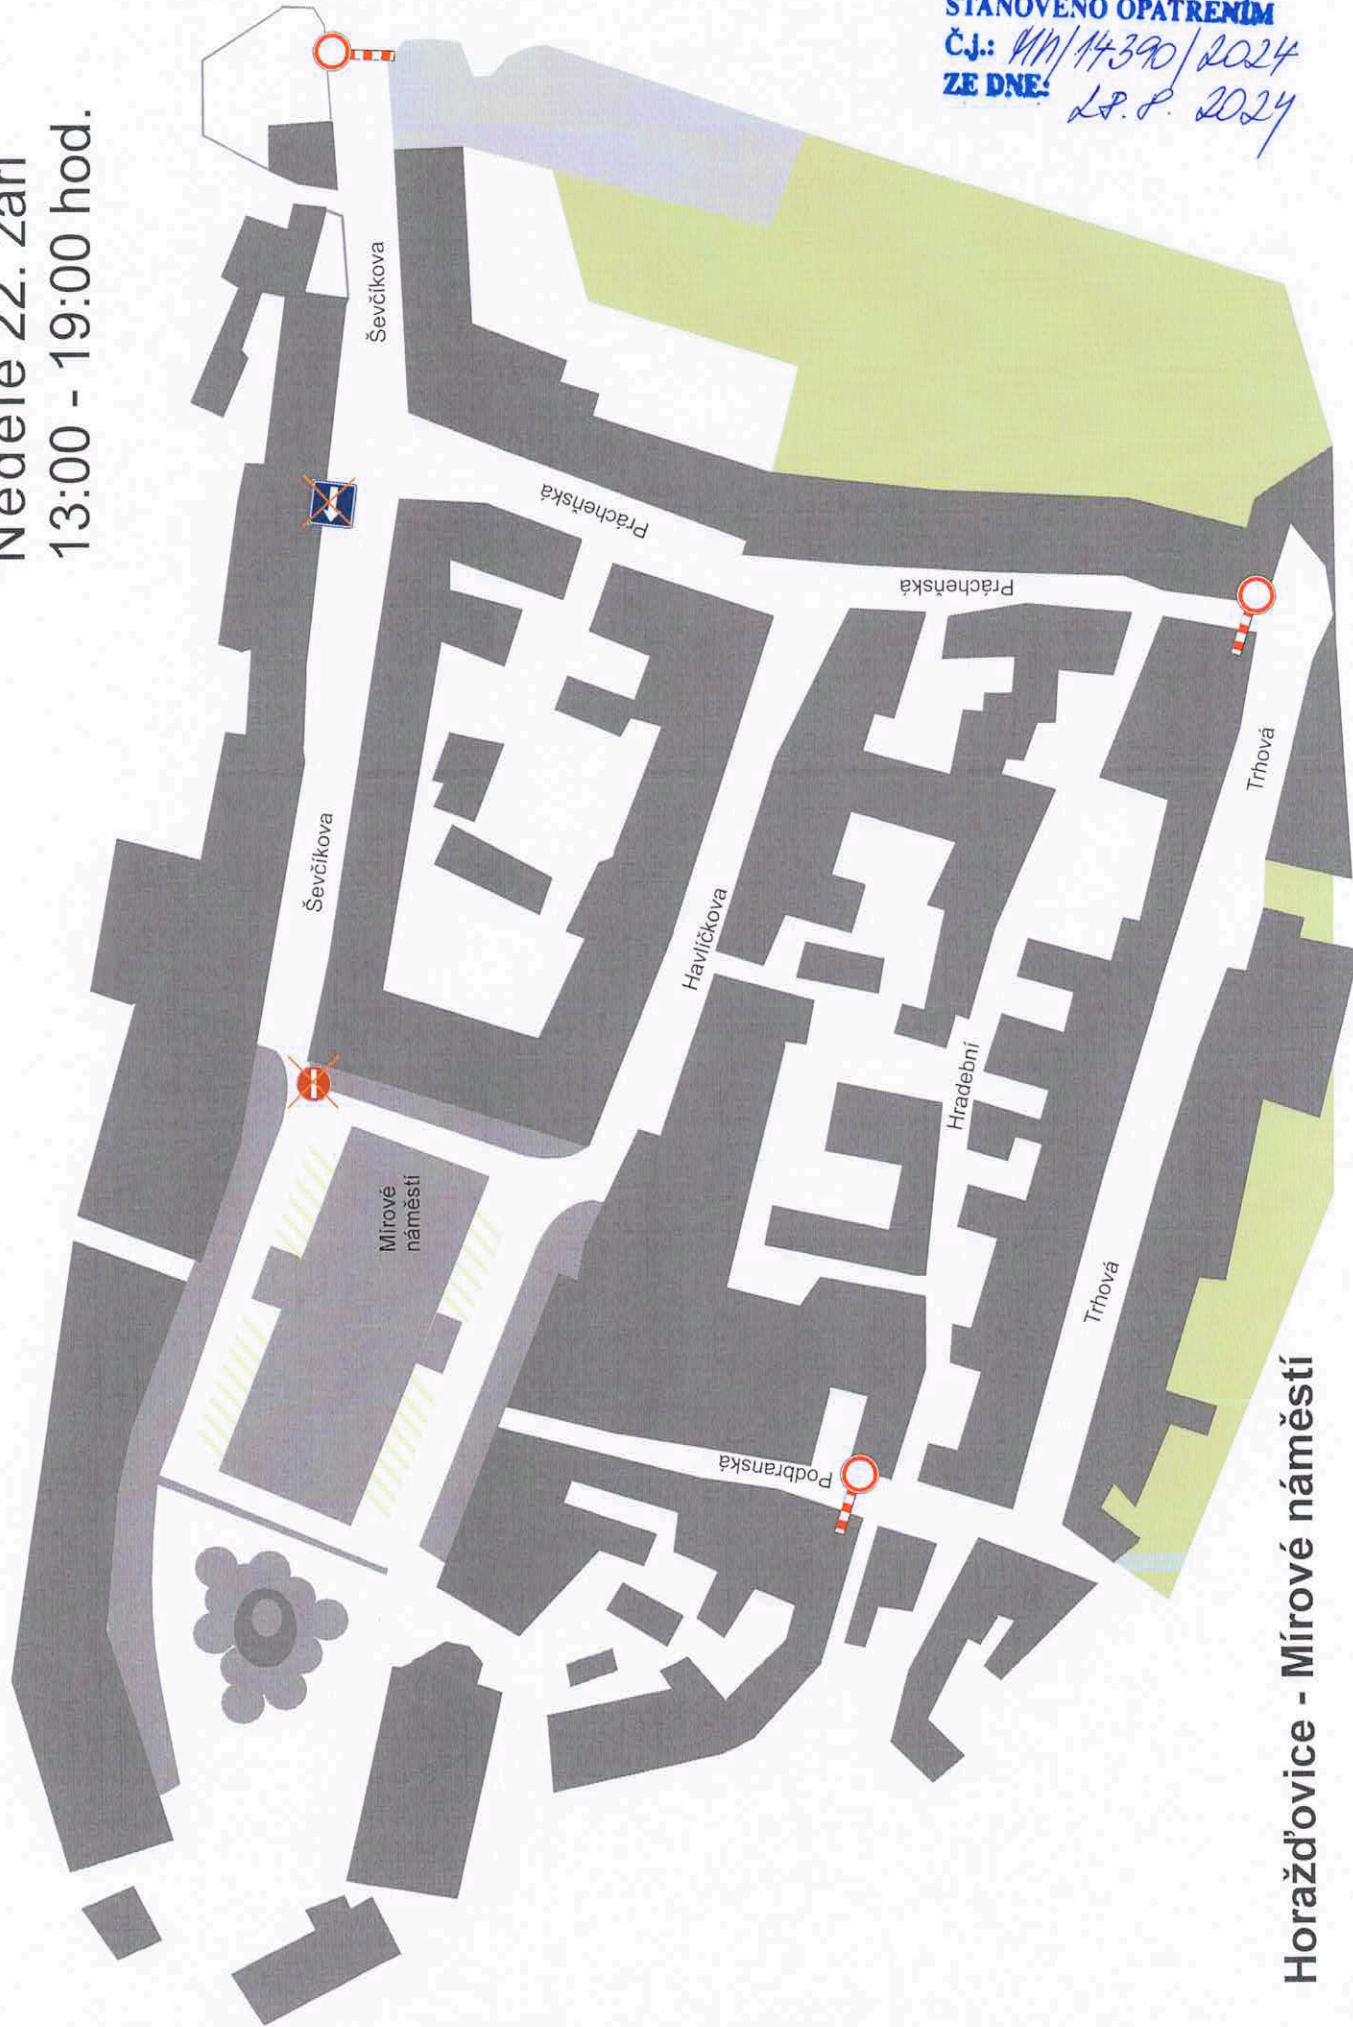 Neděle 22. září
13:00 - 19:00 hod.
STANOVENO OPATŘENÍM
Č.j.: MH/14390/2024
ZE DNE:
28.8. 2024
Ševčíkova
Ševčíkova
Prácheňská
Prácheňská
Havlíčkova
Hradební
Trhová
Trhová
Podbranská
Mírové
náměstí
Horažďovice - Mírové náměstí